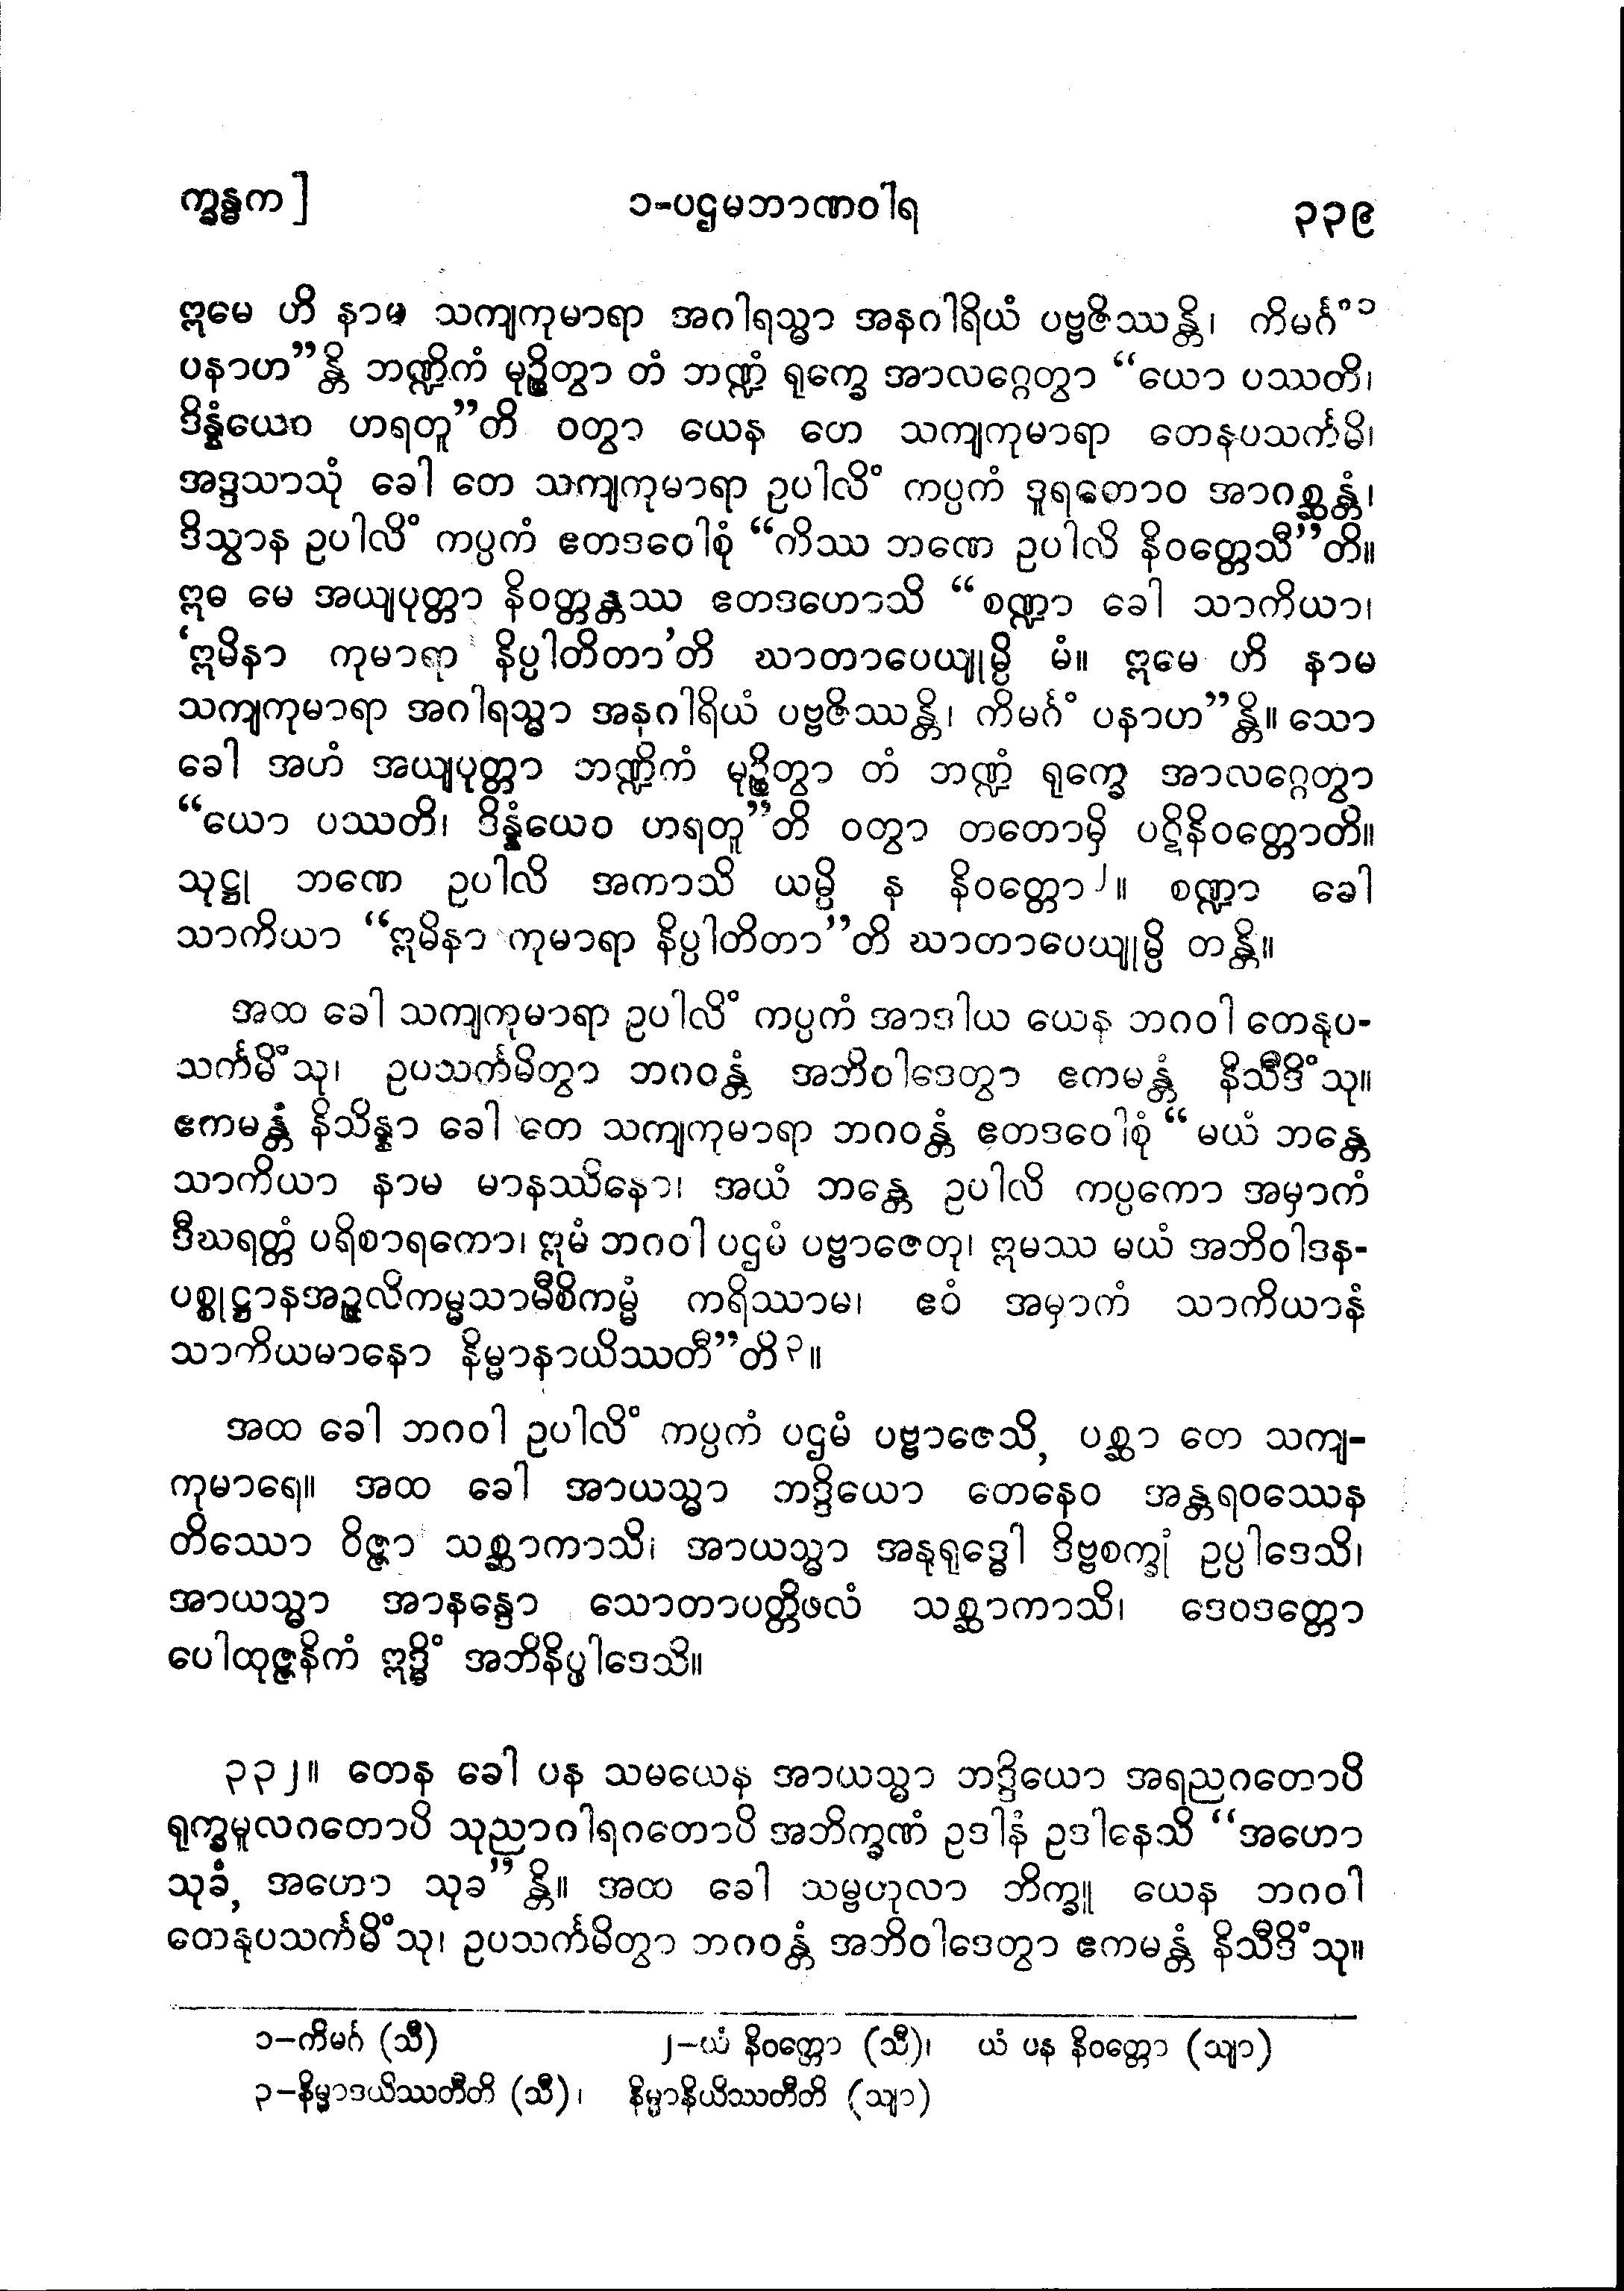 က္ခန္ဓက]
၁-ပဌမဘာဏဝါရ
၃၃၉
ဣမေ ဟိ နာမ သကျကုမာရာ အဂါရသ္မာ အနဂါရိယံ ပဗ္ဗဇိဿန္တိ၊ ကိမင်္ဂံ ၁
ပနာဟ”န္တိ ဘဏ္ဍိကံ မုဉ္စိတွာ တံ ဘဏ္ဍံ ရုက္ခေ အာလဂ္ဂေတွာ “ယော ပဿတိ၊
ဒိန္နံယေဝ ဟရတူ”တိ ဝတွာ ယေန တေ သကျကုမာရာ တေနုပသင်္ကမိ၊
အဒ္ဒသာသုံ ခေါ တေ သကျကုမာရာ ဥပါလိံ ကပ္ပကံ ဒူရတောဝ အာဂစ္ဆန္တံ၊
ဒိသွာန ဥပါလိံ ကပ္ပကံ ဧတဒဝေါစုံ “ကိဿ ဘဏေ ဥပါလိ နိဝတ္တေသီ”တိ။
ဣဓ မေ အယျပုတ္တာ နိဝတ္တန္တဿ ဧတဒဟောသိ “စဏ္ဍာ ခေါ သာကိယာ၊
‘ဣမိနာ ကုမာရာ နိပ္ပါတိတာ’တိ ဃာတာပေယျုမ္ပိ မံ။ ဣမေ ဟိ နာမ
သကျကုမာရာ အဂါရသ္မာ အနဂါရိယံ ပဗ္ဗဇိဿန္တိ၊ ကိမင်္ဂံ ပနာဟ”န္တိ။ သော
ခေါ အဟံ အယျပုတ္တာ ဘဏ္ဍိကံ မုဉ္စိတွာ တံ ဘဏ္ဍံ ရုက္ခေ အာလဂ္ဂေတွာ
“ယော ပဿတိ၊ ဒိန္နံယေဝ ဟရတူ”တိ ဝတွာ တတောမှိ ပဋိနိဝတ္တောတိ။
သုဋ္ဌု ဘဏေ ဥပါလိ အကာသိ ယမ္ပိ န နိဝတ္တော၂။ စဏ္ဍာ ခေါ
သာကိယာ “ဣမိနာ ကုမာရာ နိပ္ပါတိတာ”တိ ဃာတာပေယျုမ္ပိ တန္တိ။
အထ ခေါ သကျကုမာရာ ဥပါလိံ ကပ္ပကံ အာဒါယ ယေန ဘဂဝါ တေနုပ-
သင်္ကမိံသု၊ ဥပသင်္ကမိတွာ ဘဂဝန္တံ အဘိဝါဒေတွာ ဧကမန္တံ နိသီဒိံသု။
ဧကမန္တံ နိသိန္နာ ခေါ တေ သကျကုမာရာ ဘဂဝန္တံ ဧတဒဝေါစုံ “မယံ ဘန္တေ
သာကိယာ နာမ မာနဿိနော၊ အယံ ဘန္တေ ဥပါလိ ကပ္ပကော အမှာကံ
ဒီဃရတ္တံ ပရိစာရကော၊ ဣမံ ဘဂဝါ ပဌမံ ပဗ္ဗာဇေတု၊ ဣမဿ မယံ အဘိဝါဒန-
ပစ္စုဋ္ဌာနအဉ္ဇလိကမ္မသာမီစိကမ္မံ ကရိဿာမ၊ ဧဝံ အမှာကံ သာကိယာနံ
သာကိယမာနော နိမ္မာနာယိဿတီ”တိ၃။
အထ ခေါ ဘဂဝါ ဥပါလိံ ကပ္ပကံ ပဌမံ ပဗ္ဗာဇေသိ, ပစ္ဆာ တေ သကျ-
ကုမာရေ။ အထ ခေါ အာယသ္မာ ဘဒ္ဒိယော တေနေဝ အန္တရဝဿေန
တိဿော ဝိဇ္ဇာ သစ္ဆာကာသိ၊ အာယသ္မာ အနုရုဒ္ဓေါ ဒိဗ္ဗစက္ခုံ ဥပ္ပါဒေသိ၊
အာယသ္မာ အာနန္ဒော သောတာပတ္တိဖလံ သစ္ဆာကာသိ၊ ဒေဝဒတ္တော
ပေါထုဇ္ဇနိကံ ဣဒ္ဓိံ အဘိနိပ္ဖါဒေသိ။
၃၃၂။ တေန ခေါ ပန သမယေန အာယသ္မာ ဘဒ္ဒိယော အရညဂတောပိ
ရုက္ခမူလဂတောပိ သုညာဂါရဂတောပိ အဘိက္ခဏံ ဥဒါနံ ဥဒါနေသိ “အဟော
သုခံ, အဟော သုခ”န္တိ။ အထ ခေါ သမ္ဗဟုလာ ဘိက္ခူ ယေန ဘဂဝါ
တေနုပသင်္ကမိံသု၊ ဥပသင်္ကမိတွာ ဘဂဝန္တံ အဘိဝါဒေတွာ ဧကမန္တံ နိသီဒိံသု။
၁-ကိမင်္ဂ (သီ) ၂-ယံ နိဝတ္တော (သီ)၊ ယံ ပန နိဝတ္တော (သျာ)
၃-နိမ္မာဒယိဿတီတိ (သီ)၊ နိမ္မာနိယိဿတီတိ (သျာ)